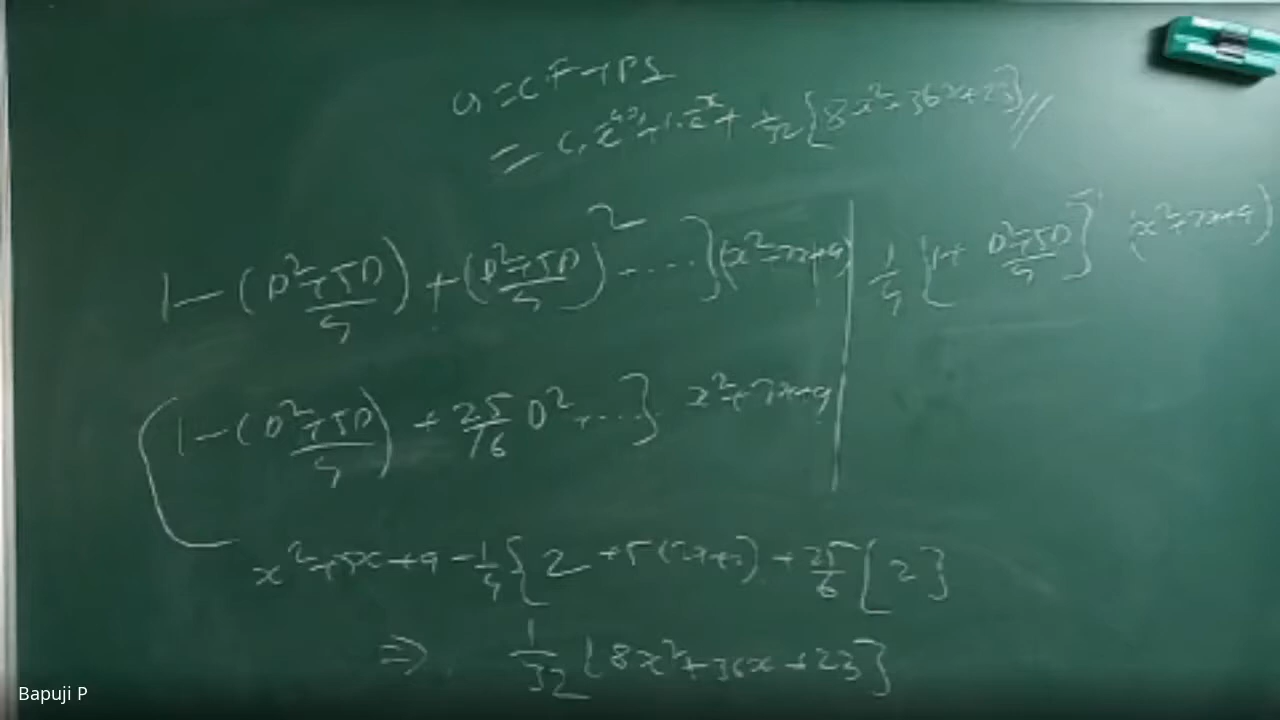 y = CF + PI
= C₁e^-4x + C₂e^-x + 1/32 {8x² + 36x + 23} //
1 - (D²+5D)/4 + ((D²+5D)/4)² - ....} (x²+7x+9)
1/4 {1 + (D²+5D)/4}^-1 (x²+7x+9)
(1 - (D²+5D)/4 + 25/16 D² + ...} x²+7x+9
x²+7x+9 - 1/4 {2 + 5(2x+7) + 25/16 {2}
⇒ 1/32 {8x² + 36x + 23}
Bapuji P